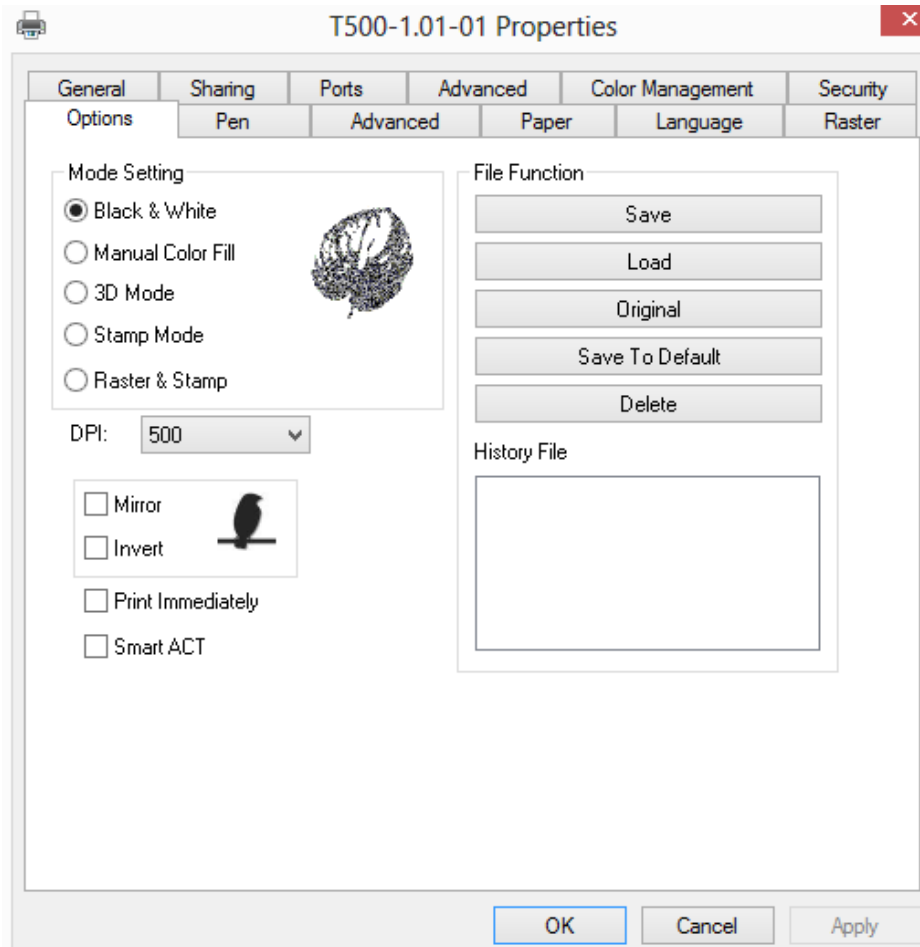 T500-1.01-01 Properties
General Sharing Ports Advanced Color Management Security
Options Pen Advanced Paper Language Raster
Mode Setting
Black & White
Manual Color Fill
3D Mode
Stamp Mode
Raster & Stamp
DPI: 500
Mirror
Invert
Print Immediately
Smart ACT
File Function
Save
Load
Original
Save To Default
Delete
History File
OK Cancel Apply